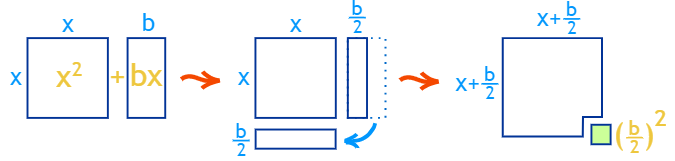 x b
x x² + bx
x b/2
x
b/2
x+b/2
x+b/2
(b/2)²